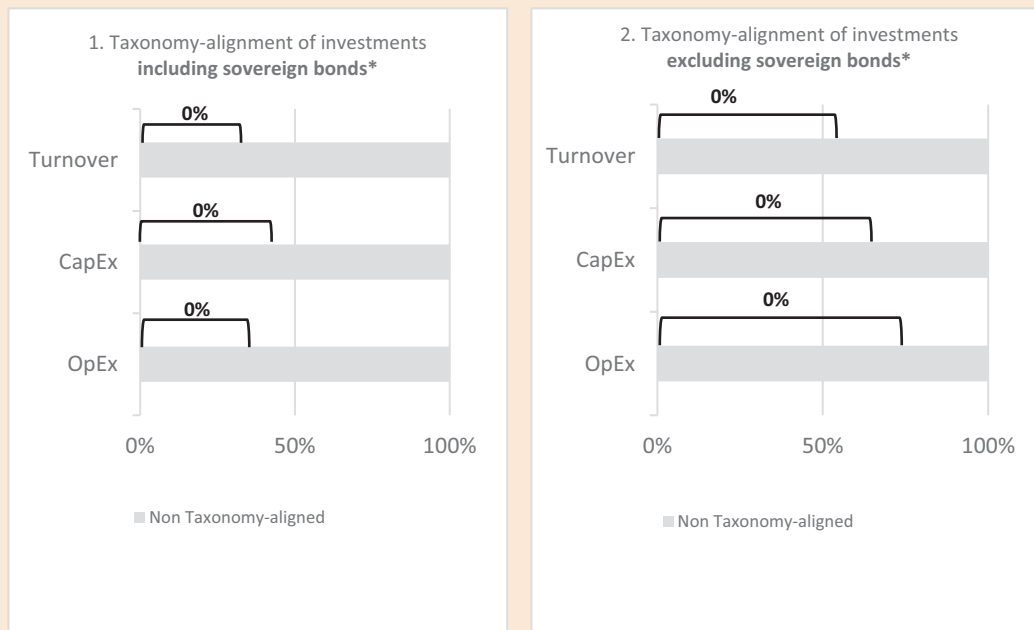 1. Taxonomy-alignment of investments
including sovereign bonds*
0%
Turnover
0%
CapEx
0%
OpEx
0% 50% 100%
Non Taxonomy-aligned
2. Taxonomy-alignment of investments
excluding sovereign bonds*
0%
Turnover
0%
CapEx
0%
OpEx
0% 50% 100%
Non Taxonomy-aligned